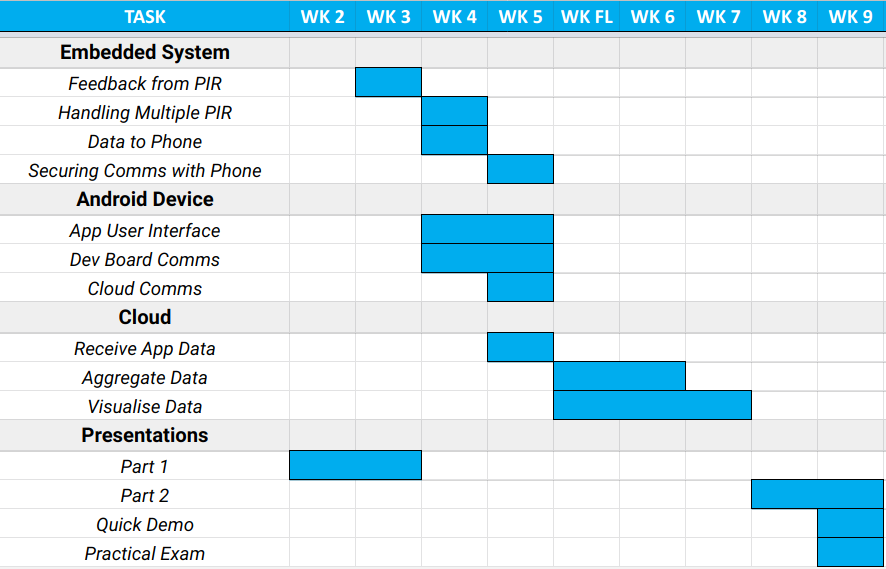 TASK WK 2 WK 3 WK 4 WK 5 WK FL WK 6 WK 7 WK 8 WK 9
Embedded System
Feedback from PIR
Handling Multiple PIR
Data to Phone
Securing Comms with Phone
Android Device
App User Interface
Dev Board Comms
Cloud Comms
Cloud
Receive App Data
Aggregate Data
Visualise Data
Presentations
Part 1
Part 2
Quick Demo
Practical Exam